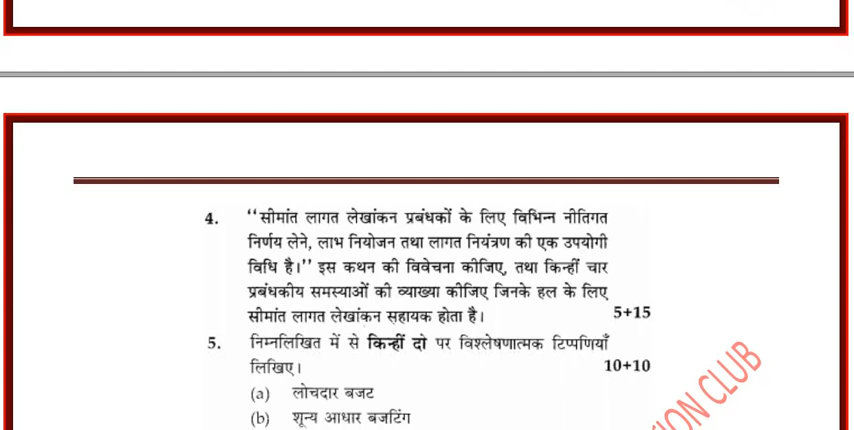 4. ‘‘सीमांत लागत लेखांकन प्रबंधकों के लिए विभिन्न नीतिगत
निर्णय लेने, लाभ नियोजन तथा लागत नियंत्रण की एक उपयोगी
विधि है।’’ इस कथन की विवेचना कीजिए, तथा किन्हीं चार
प्रबंधकीय समस्याओं की व्याख्या कीजिए जिनके हल के लिए
सीमांत लागत लेखांकन सहायक होता है। 5+15
5. निम्नलिखित में से किन्हीं दो पर विश्लेषणात्मक टिप्पणियाँ
लिखिए। 10+10
(a) लोचदार बजट
(b) शून्य आधार बजटिंग
ION CLUB